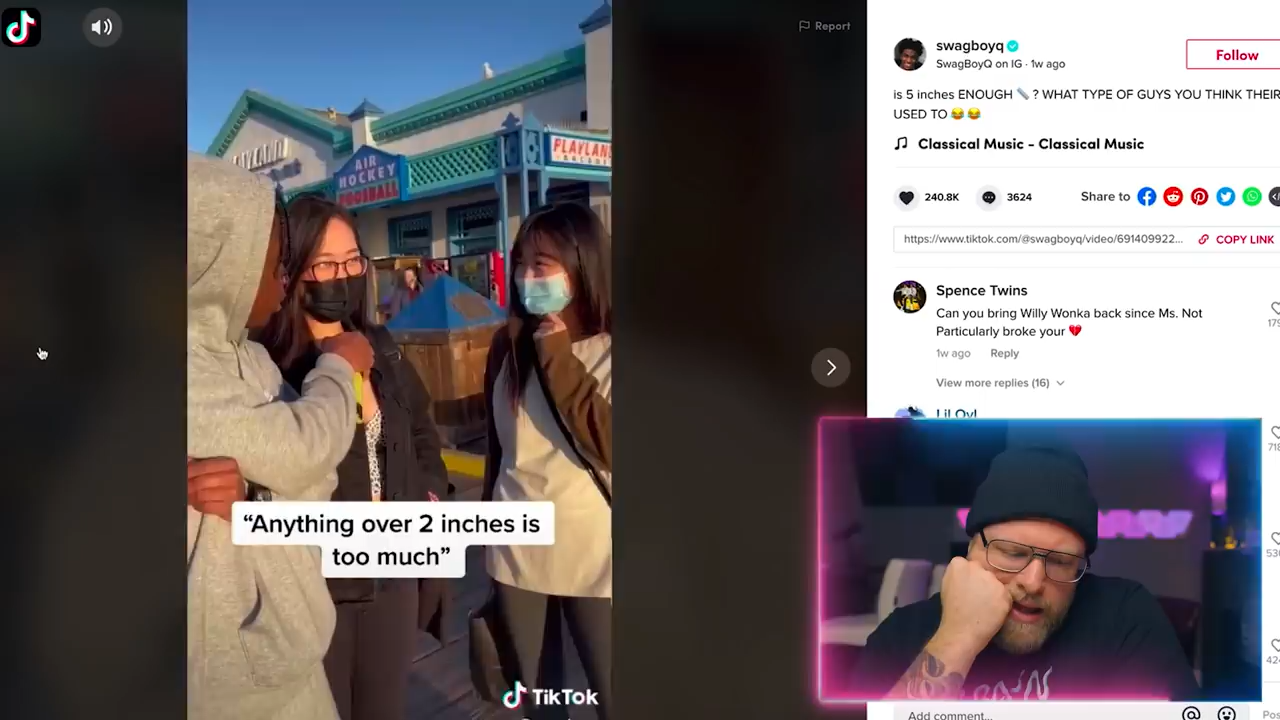 Report
AIR
HOCKEY
FOOSBALL
PLAYLAND
ARCADE
“Anything over 2 inches is
too much”
TikTok
swagboyq
SwagBoyQ on IG · 1w ago
Follow
is 5 inches ENOUGH 📏 ? WHAT TYPE OF GUYS YOU THINK THEIR
USED TO 😂 😂
Classical Music - Classical Music
240.8K
3624
Share to
https://www.tiktok.com/@swagboyq/video/691409922...
COPY LINK
Spence Twins
Can you bring Willy Wonka back since Ms. Not
Particularly broke your 💔
1w ago Reply
View more replies (16)
Add comment...